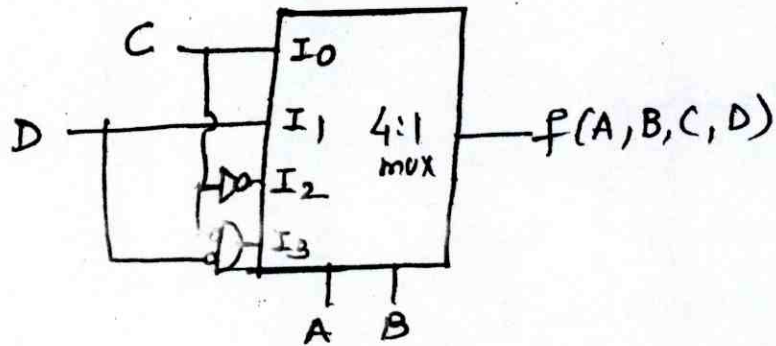 C
I0
D
I1
4:1
mux
f(A,B,C,D)
I2
I3
A B